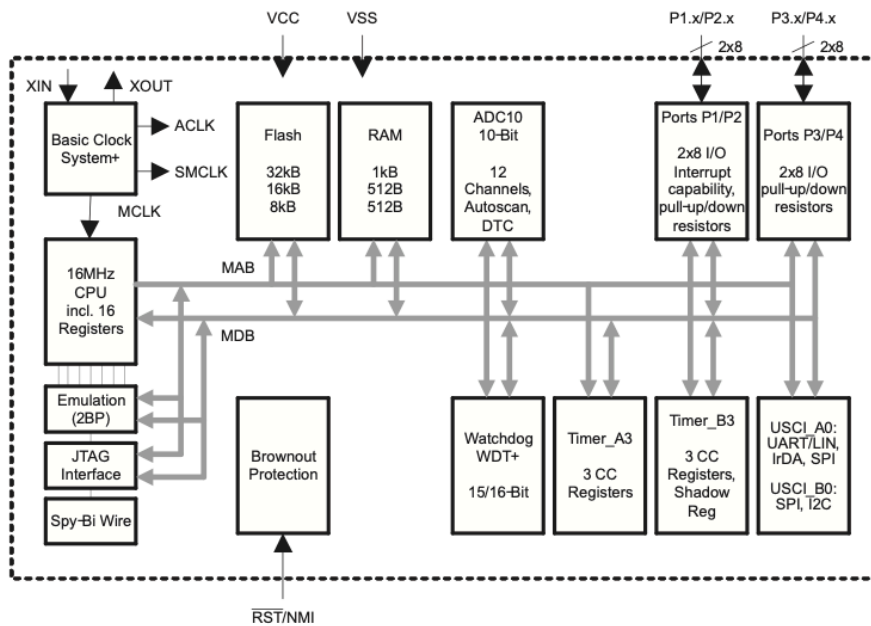 VCC
VSS
P1.x/P2.x
P3.x/P4.x
2x8
2x8
XIN
XOUT
Basic Clock
System+
ACLK
SMCLK
MCLK
Flash
32kB
16kB
8kB
RAM
1kB
512B
512B
ADC10
10-Bit
12
Channels,
Autoscan,
DTC
Ports P1/P2
2x8 I/O
Interrupt
capability,
pull-up/down
resistors
Ports P3/P4
2x8 I/O
pull-up/down
resistors
16MHz
CPU
incl. 16
Registers
MAB
MDB
Emulation
(2BP)
JTAG
Interface
Spy-Bi Wire
Brownout
Protection
Watchdog
WDT+
15/16-Bit
Timer_A3
3 CC
Registers
Timer_B3
3 CC
Registers,
Shadow
Reg
USCI_A0:
UART/LIN,
IrDA, SPI
USCI_B0:
SPI, I2C
RST/NMI